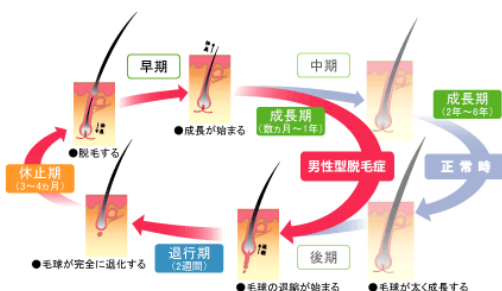 早期
中期
●脱毛する
●成長が始まる
成長期
(数ヵ月～1年)
成長期
(2年～6年)
休止期
(3～4ヵ月)
男性型脱毛症
正常時
退行期
(2週間)
後期
●毛球が完全に退化する
●毛球の退縮が始まる
●毛球が太く成長する